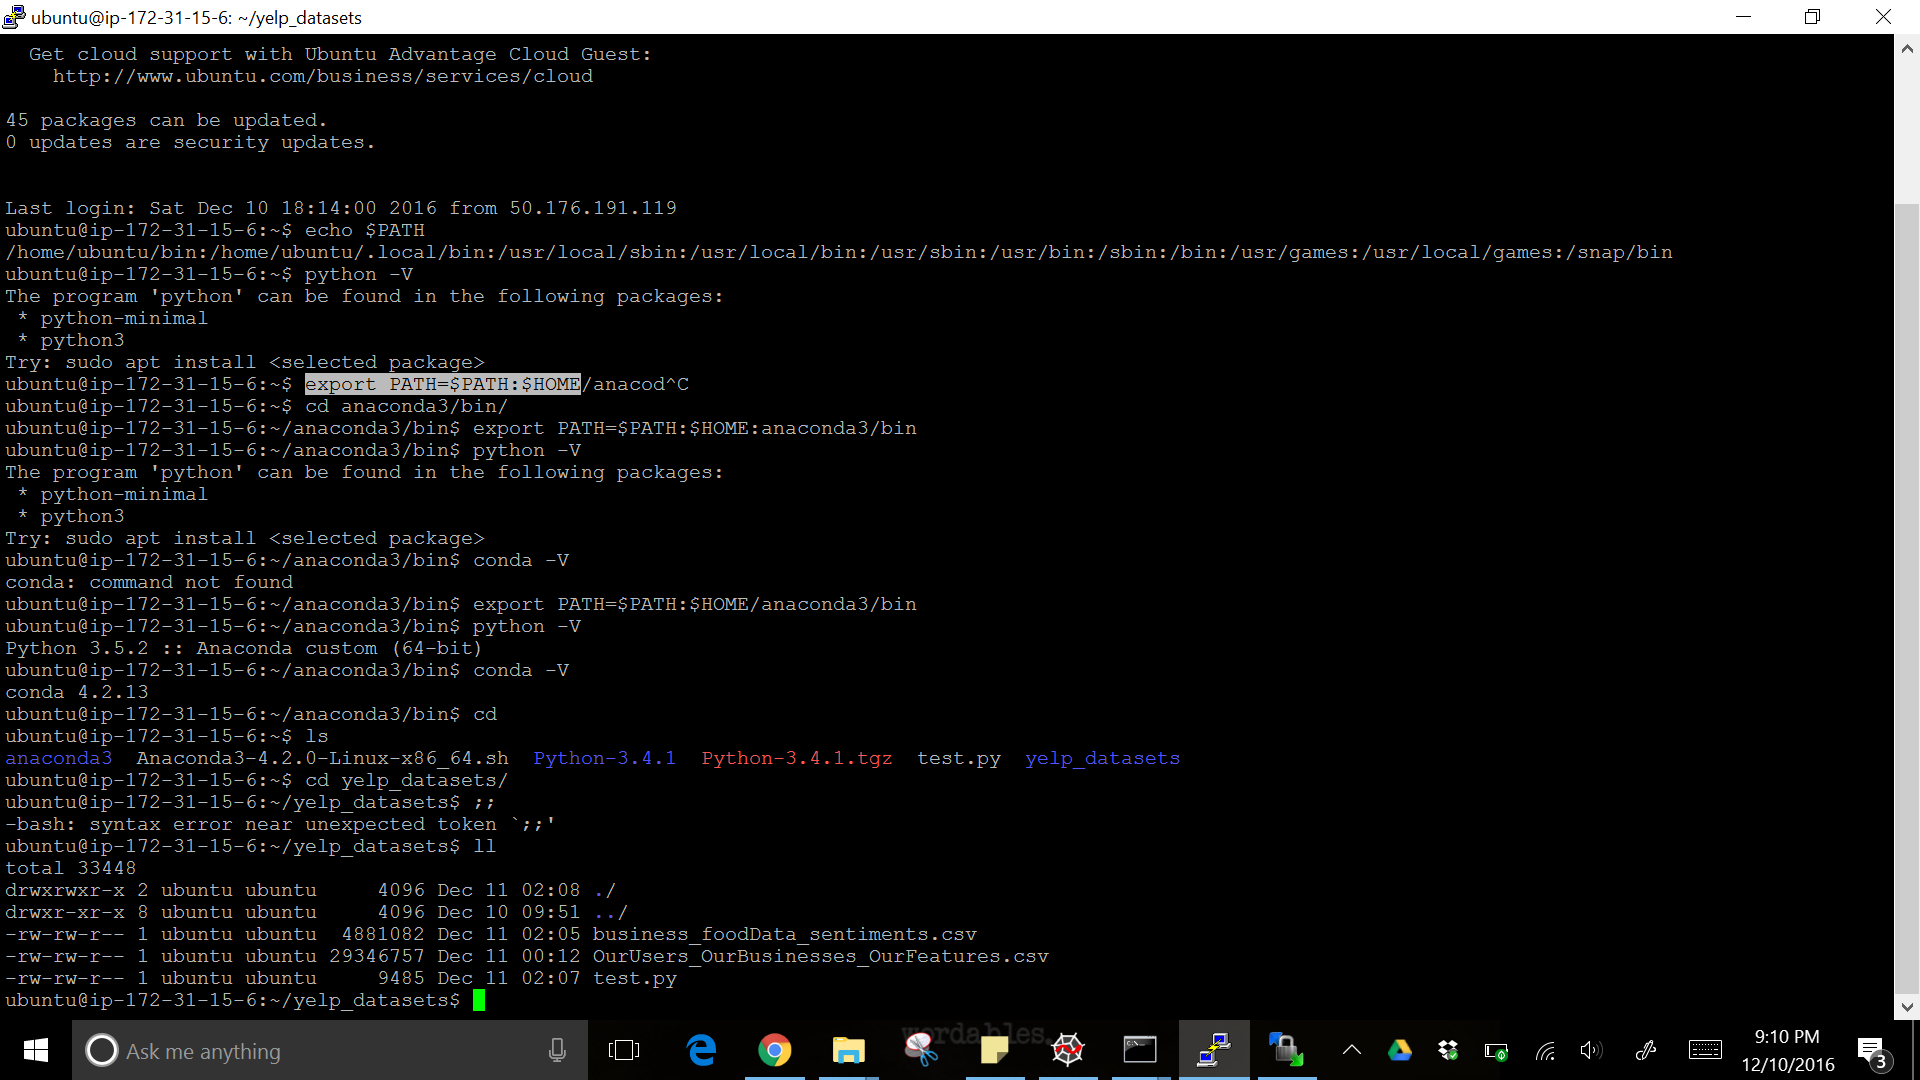 ubuntu@ip-172-31-15-6: ~/yelp_datasets
  Get cloud support with Ubuntu Advantage Cloud Guest:
    http://www.ubuntu.com/business/services/cloud
45 packages can be updated.
0 updates are security updates.
Last login: Sat Dec 10 18:14:00 2016 from 50.176.191.119
ubuntu@ip-172-31-15-6:~$ echo $PATH
/home/ubuntu/bin:/home/ubuntu/.local/bin:/usr/local/sbin:/usr/local/bin:/usr/sbin:/usr/bin:/sbin:/bin:/usr/games:/usr/local/games:/snap/bin
ubuntu@ip-172-31-15-6:~$ python -V
The program 'python' can be found in the following packages:
 * python-minimal
 * python3
Try: sudo apt install <selected package>
ubuntu@ip-172-31-15-6:~$ export PATH=$PATH:$HOME/anacod^C
ubuntu@ip-172-31-15-6:~$ cd anaconda3/bin/
ubuntu@ip-172-31-15-6:~/anaconda3/bin$ export PATH=$PATH:$HOME:anaconda3/bin
ubuntu@ip-172-31-15-6:~/anaconda3/bin$ python -V
The program 'python' can be found in the following packages:
 * python-minimal
 * python3
Try: sudo apt install <selected package>
ubuntu@ip-172-31-15-6:~/anaconda3/bin$ conda -V
conda: command not found
ubuntu@ip-172-31-15-6:~/anaconda3/bin$ export PATH=$PATH:$HOME/anaconda3/bin
ubuntu@ip-172-31-15-6:~/anaconda3/bin$ python -V
Python 3.5.2 :: Anaconda custom (64-bit)
ubuntu@ip-172-31-15-6:~/anaconda3/bin$ conda -V
conda 4.2.13
ubuntu@ip-172-31-15-6:~/anaconda3/bin$ cd
ubuntu@ip-172-31-15-6:~$ ls
anaconda3  Anaconda3-4.2.0-Linux-x86_64.sh  Python-3.4.1  Python-3.4.1.tgz  test.py  yelp_datasets
ubuntu@ip-172-31-15-6:~$ cd yelp_datasets/
ubuntu@ip-172-31-15-6:~/yelp_datasets$ ;;
-bash: syntax error near unexpected token `;;'
ubuntu@ip-172-31-15-6:~/yelp_datasets$ ll
total 33448
drwxrwxr-x 2 ubuntu ubuntu     4096 Dec 11 02:08 ./
drwxr-xr-x 8 ubuntu ubuntu     4096 Dec 10 09:51 ../
-rw-rw-r-- 1 ubuntu ubuntu  4881082 Dec 11 02:05 business_foodData_sentiments.csv
-rw-rw-r-- 1 ubuntu ubuntu 29346757 Dec 11 00:12 OurUsers_OurBusinesses_OurFeatures.csv
-rw-rw-r-- 1 ubuntu ubuntu     9485 Dec 11 02:07 test.py
ubuntu@ip-172-31-15-6:~/yelp_datasets$
Ask me anything
wordables.
9:10 PM
12/10/2016
3